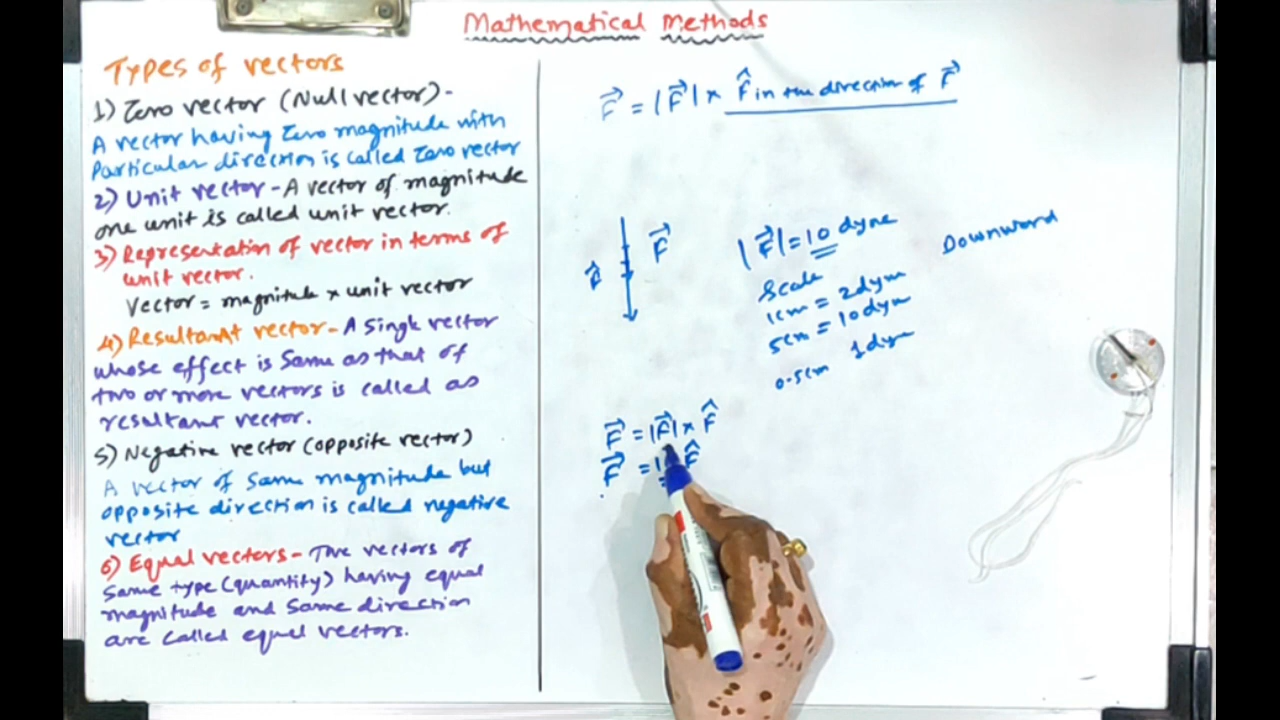 Mathematical Methods
Types of vectors
1) Zero vector (Null vector) -
A vector having Zero magnitude with
Particular direction is called Zero vector
2) Unit vector - A vector of magnitude
one unit is called unit vector.
3) Representation of vector in terms of
unit vector.
Vector = magnitude × unit vector
4) Resultant vector - A Single vector
whose effect is same as that of
two or more vectors is called as
resultant vector.
5) Negative vector (opposite vector)
A vector of same magnitude but
opposite direction is called negative
vector
6) Equal vectors - The vectors of
Same type (quantity) having equal
magnitude and Same direction
are called equal vectors.
F⃗ = |F⃗| × F̂ in the direction of F⃗
F⃗
|F⃗| = 10 dyne
Downward
Scale
1cm = 2dyn
5cm = 10dyn
0.5cm 1dyn
F⃗ = |F⃗| × F̂
F⃗ = F̂